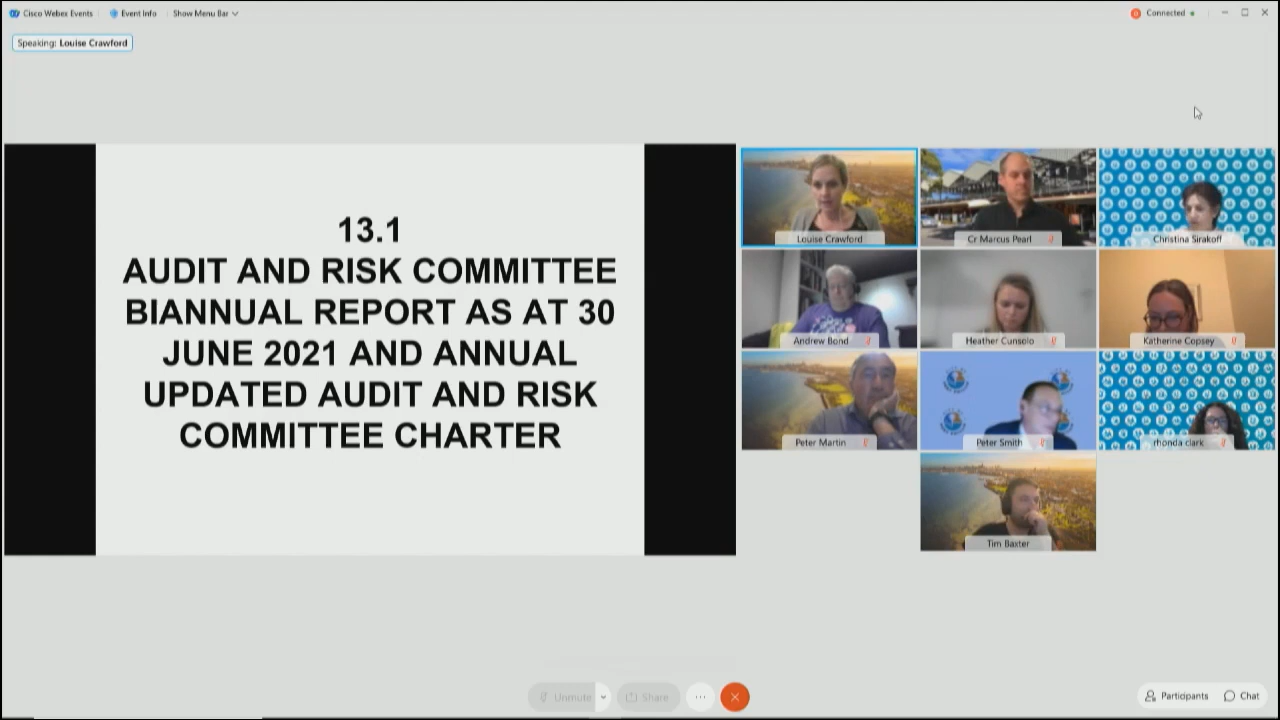 Cisco Webex Events
Event Info
Show Menu Bar
Connected
Speaking: Louise Crawford
13.1
AUDIT AND RISK COMMITTEE
BIANNUAL REPORT AS AT 30
JUNE 2021 AND ANNUAL
UPDATED AUDIT AND RISK
COMMITTEE CHARTER
Louise Crawford
Cr Marcus Pearl
Christina Sirakoff
Andrew Bond
Heather Cunsolo
Katherine Copsey
Peter Martin
Peter Smith
rhonda clark
Tim Baxter
Unmute
Share
Participants
Chat